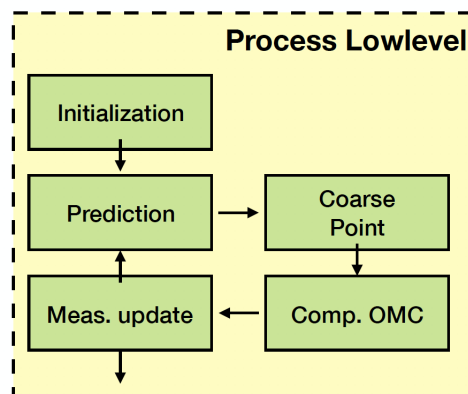 Process Lowlevel
Initialization
Prediction
Coarse
Point
Meas. update
Comp. OMC